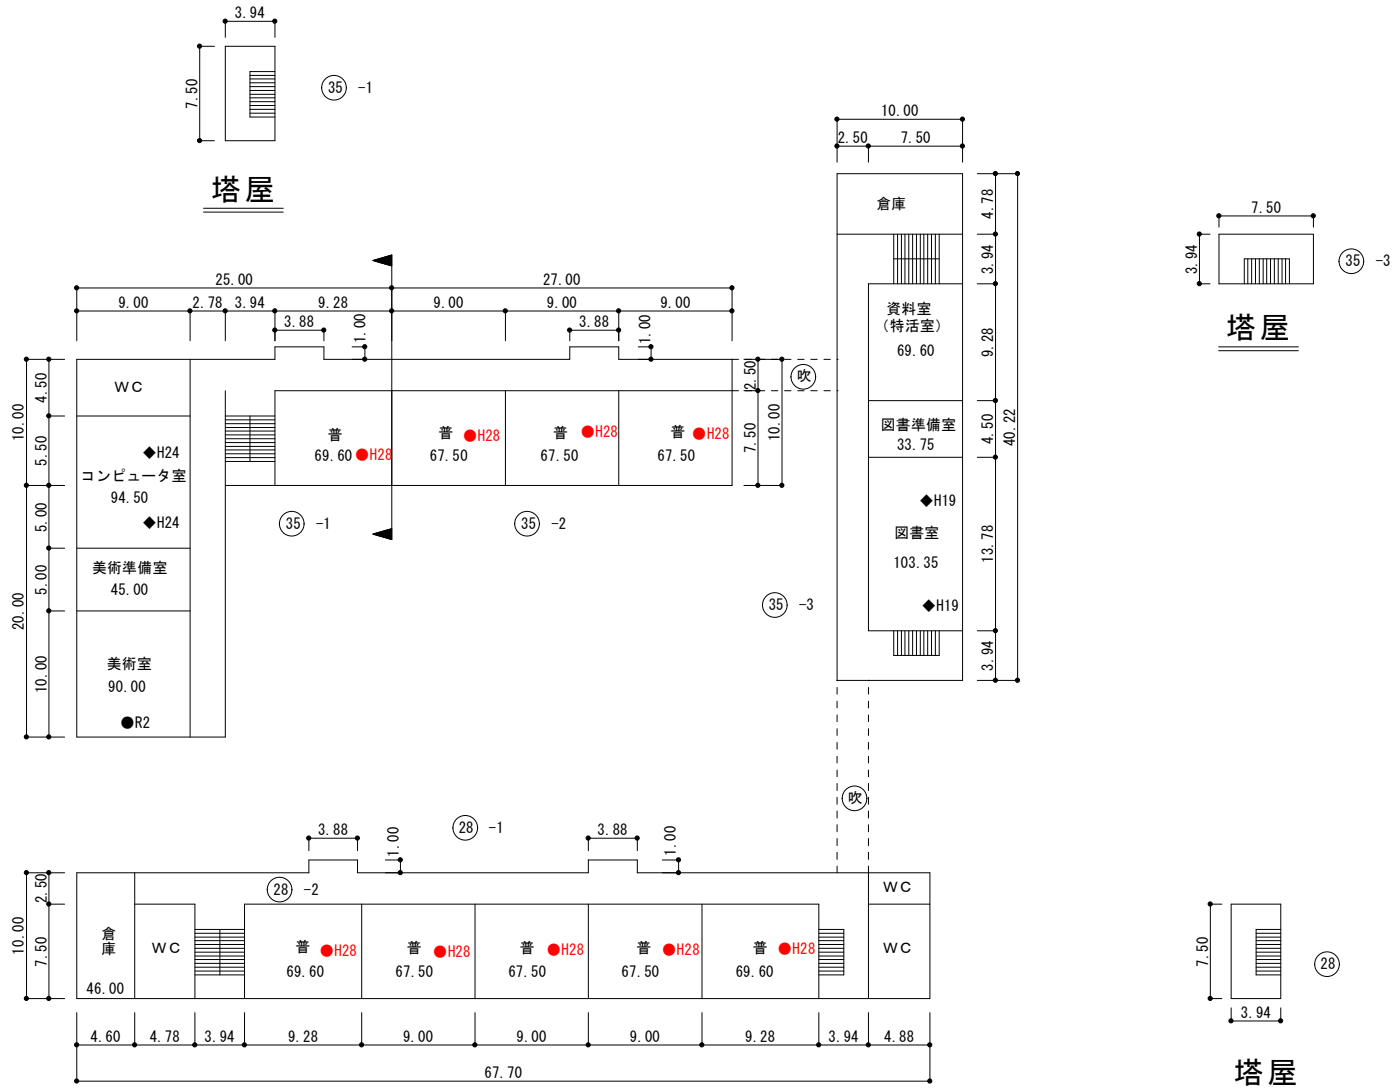 3.94
7.50
㉟ -1
塔屋
10.00
2.50 7.50
倉庫
4.78
3.94
資料室
(特活室)
69.60
9.28
図書準備室
33.75
4.50
40.22
◆H19
図書室
103.35
13.78
◆H19
3.94
㉟ -3
7.50
3.94
㉟ -3
塔屋
25.00 27.00
9.00 2.78 3.94 9.28 9.00 9.00 9.00
3.88 1.00 3.88 1.00
WC
4.50
10.00
5.50
◆H24
コンピュータ室
94.50
◆H24
5.00
美術準備室
45.00
5.00
20.00
美術室
90.00
10.00
●R2
普 ●H28
69.60
普 ●H28
67.50
普 ●H28
67.50
普 ●H28
67.50
2.50
7.50
10.00
吹
㉟ -1
㉟ -2
吹
㉘ -1
3.88 1.00 3.88 1.00
㉘ -2
2.50
10.00
7.50
倉庫
46.00
WC
普 ●H28
69.60
普 ●H28
67.50
普 ●H28
67.50
普 ●H28
67.50
普 ●H28
69.60
WC
WC
4.60 4.78 3.94 9.28 9.00 9.00 9.00 9.28 3.94 4.88
67.70
7.50
㉘
3.94
塔屋